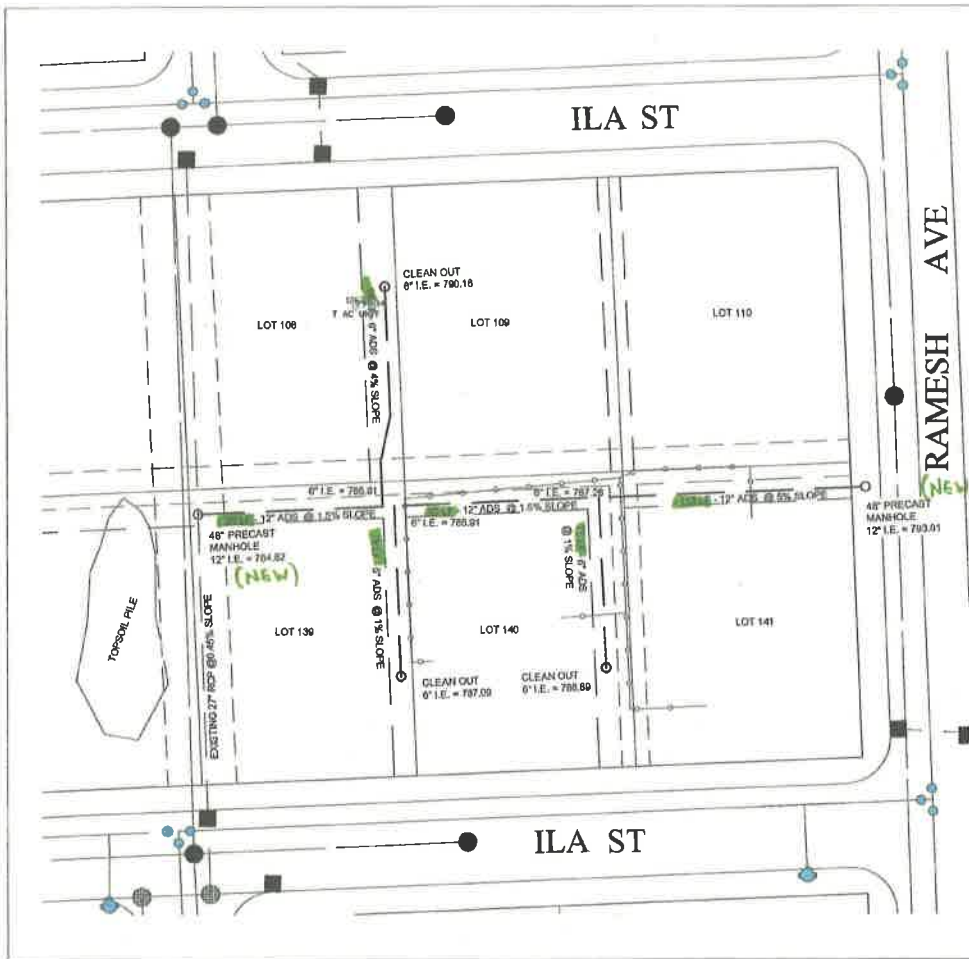 ILA ST
RAMESH AVE
CLEAN OUT
6" I.E. = 790.16
LOT 108
LOT 109
LOT 110
6" ADS @ 4% SLOPE
6" I.E. = 786.81
12" ADS @ 1.5% SLOPE
6" I.E. = 787.26
12" ADS @ 1.5% SLOPE
6" I.E. = 786.91
- 12" ADS @ 5% SLOPE
(NEW)
48" PRECAST
MANHOLE
12" I.E. = 793.01
48" PRECAST
MANHOLE
12" I.E. = 784.82
(NEW)
6" ADS @ 1% SLOPE
6" ADS
@ 1% SLOPE
TOPSOIL PILE
EXISTING 27" RCP @0.45% SLOPE
LOT 139
LOT 140
LOT 141
CLEAN OUT
6" I.E. = 787.09
CLEAN OUT
6" I.E. = 788.69
ILA ST